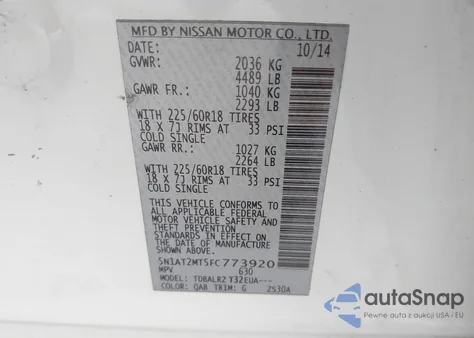 MFD BY NISSAN MOTOR CO., LTD.
DATE: 10/14
GVWR: 2036 KG
4489 LB
GAWR FR.: 1040 KG
2293 LB
WITH 225/60R18 TIRES
18 X 7J RIMS AT 33 PSI
COLD SINGLE
GAWR RR.: 1027 KG
2264 LB
WITH 225/60R18 TIRES
18 X 7J RIMS AT 33 PSI
COLD SINGLE
THIS VEHICLE CONFORMS TO
ALL APPLICABLE FEDERAL
MOTOR VEHICLE SAFETY AND
THEFT PREVENTION
STANDARDS IN EFFECT ON
THE DATE OF MANUFACTURE
SHOWN ABOVE.
5N1AT2MT5FC773920
MPV 630
MODEL: TDBALRZ T32EUA---
COLOR: QAB TRIM: G 2530A
autoSnap
Pewne auta z aukcji USA i EU